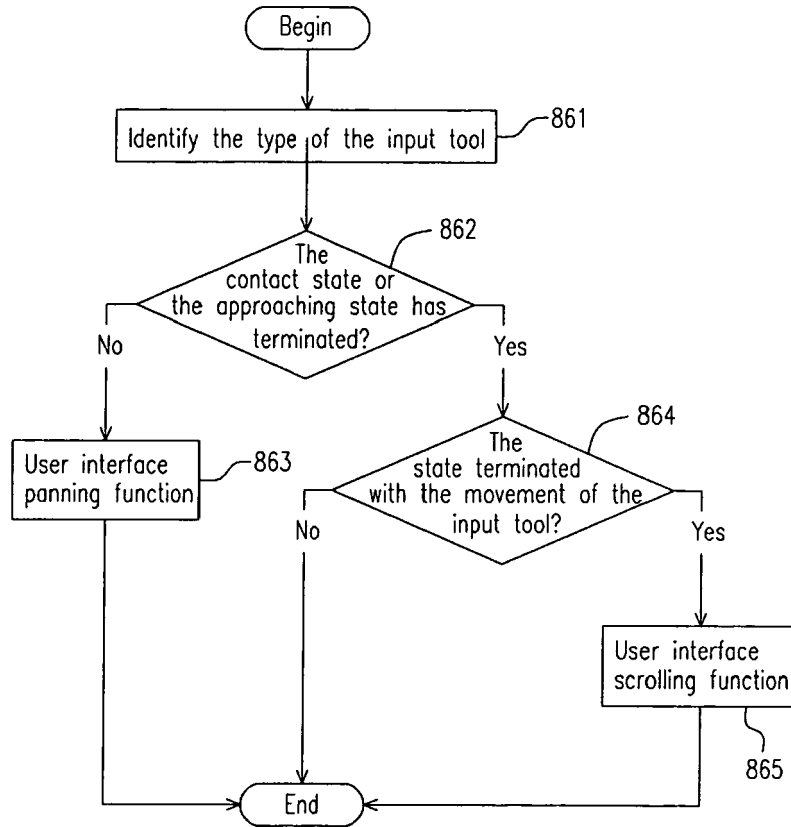 Begin
Identify the type of the input tool
861
The
contact state or
the approaching state has
terminated?
862
No
Yes
User interface
panning function
863
The
state terminated
with the movement of the
input tool?
864
No
Yes
User interface
scrolling function
865
End